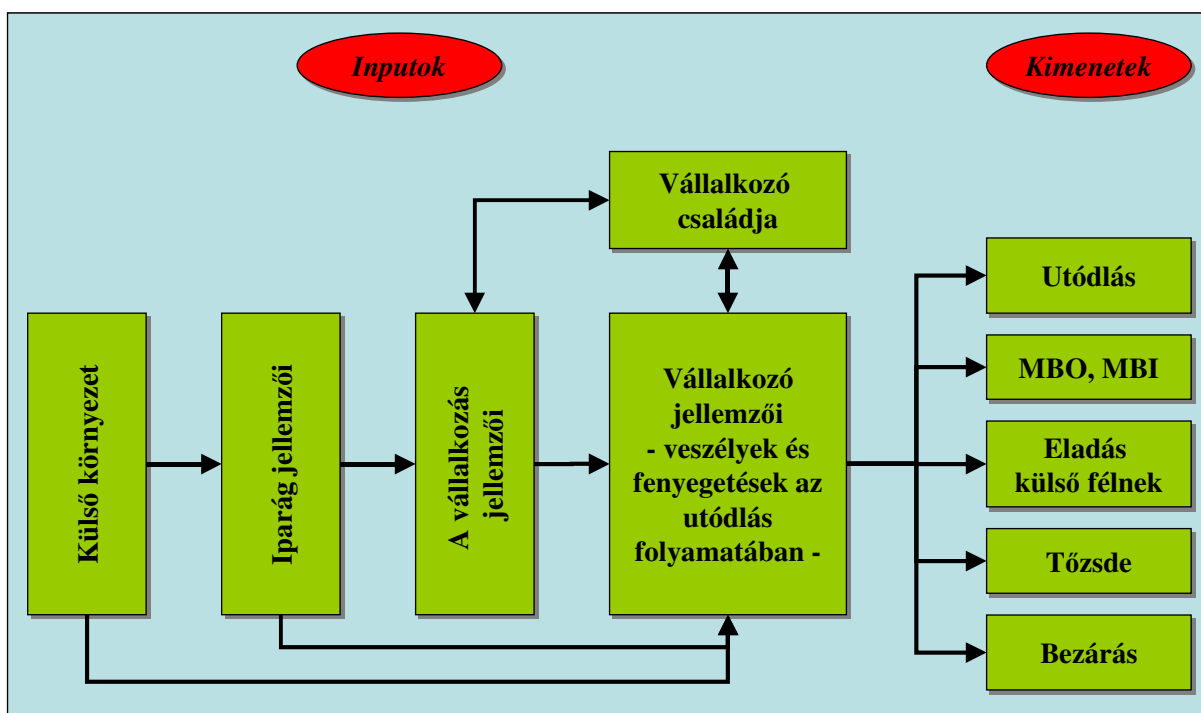 Inputok
Kimenetek
Vállalkozó
családja
Külső környezet
Iparág jellemzői
A vállalkozás
jellemzői
Vállalkozó
jellemzői
- veszélyek és
fenyegetések az
utódlás
folyamatában -
Utódlás
MBO, MBI
Eladás
külső félnek
Tőzsde
Bezárás